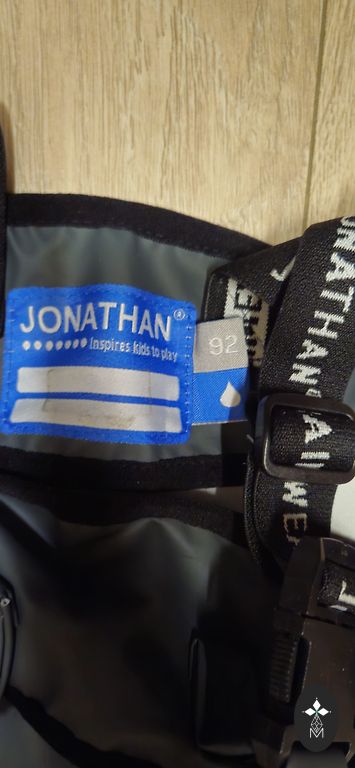 JONATHAN®
Inspires kids to play
92
JONATHAN